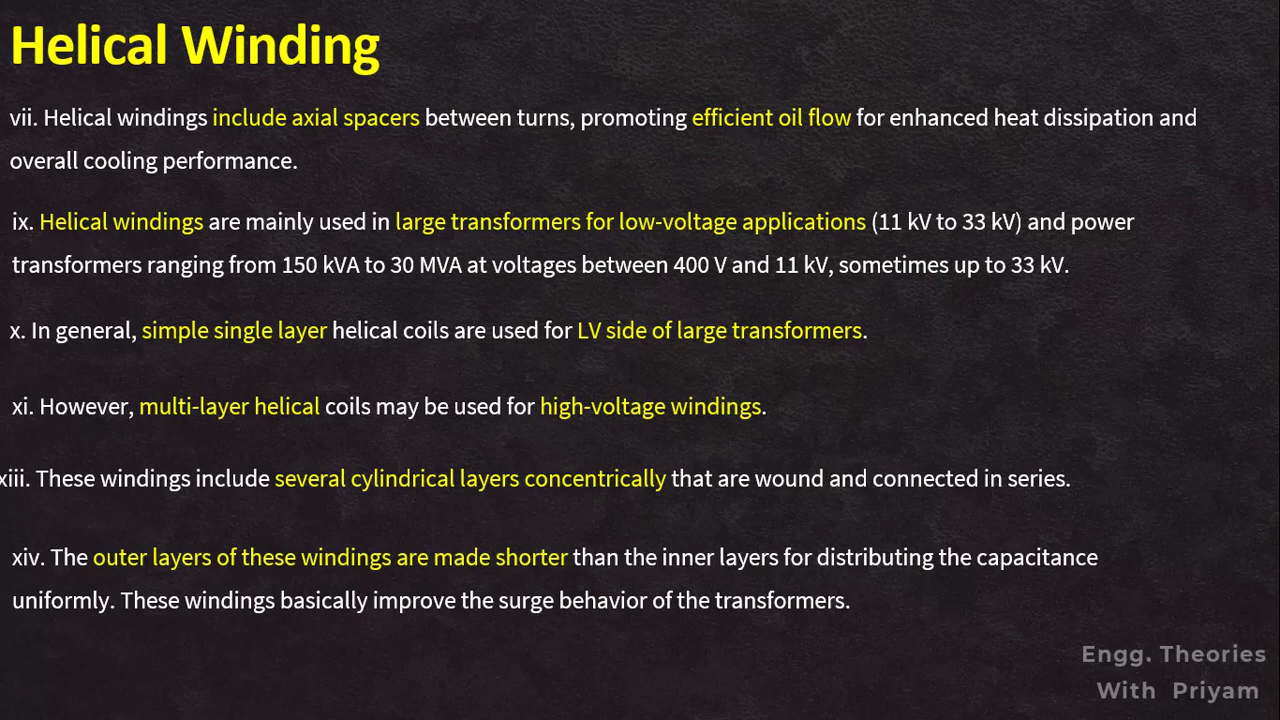 Helical Winding
vii. Helical windings include axial spacers between turns, promoting efficient oil flow for enhanced heat dissipation and
overall cooling performance.
ix. Helical windings are mainly used in large transformers for low-voltage applications (11 kV to 33 kV) and power
transformers ranging from 150 kVA to 30 MVA at voltages between 400 V and 11 kV, sometimes up to 33 kV.
x. In general, simple single layer helical coils are used for LV side of large transformers.
xi. However, multi-layer helical coils may be used for high-voltage windings.
xiii. These windings include several cylindrical layers concentrically that are wound and connected in series.
xiv. The outer layers of these windings are made shorter than the inner layers for distributing the capacitance
uniformly. These windings basically improve the surge behavior of the transformers.
Engg. Theories
With Priyam